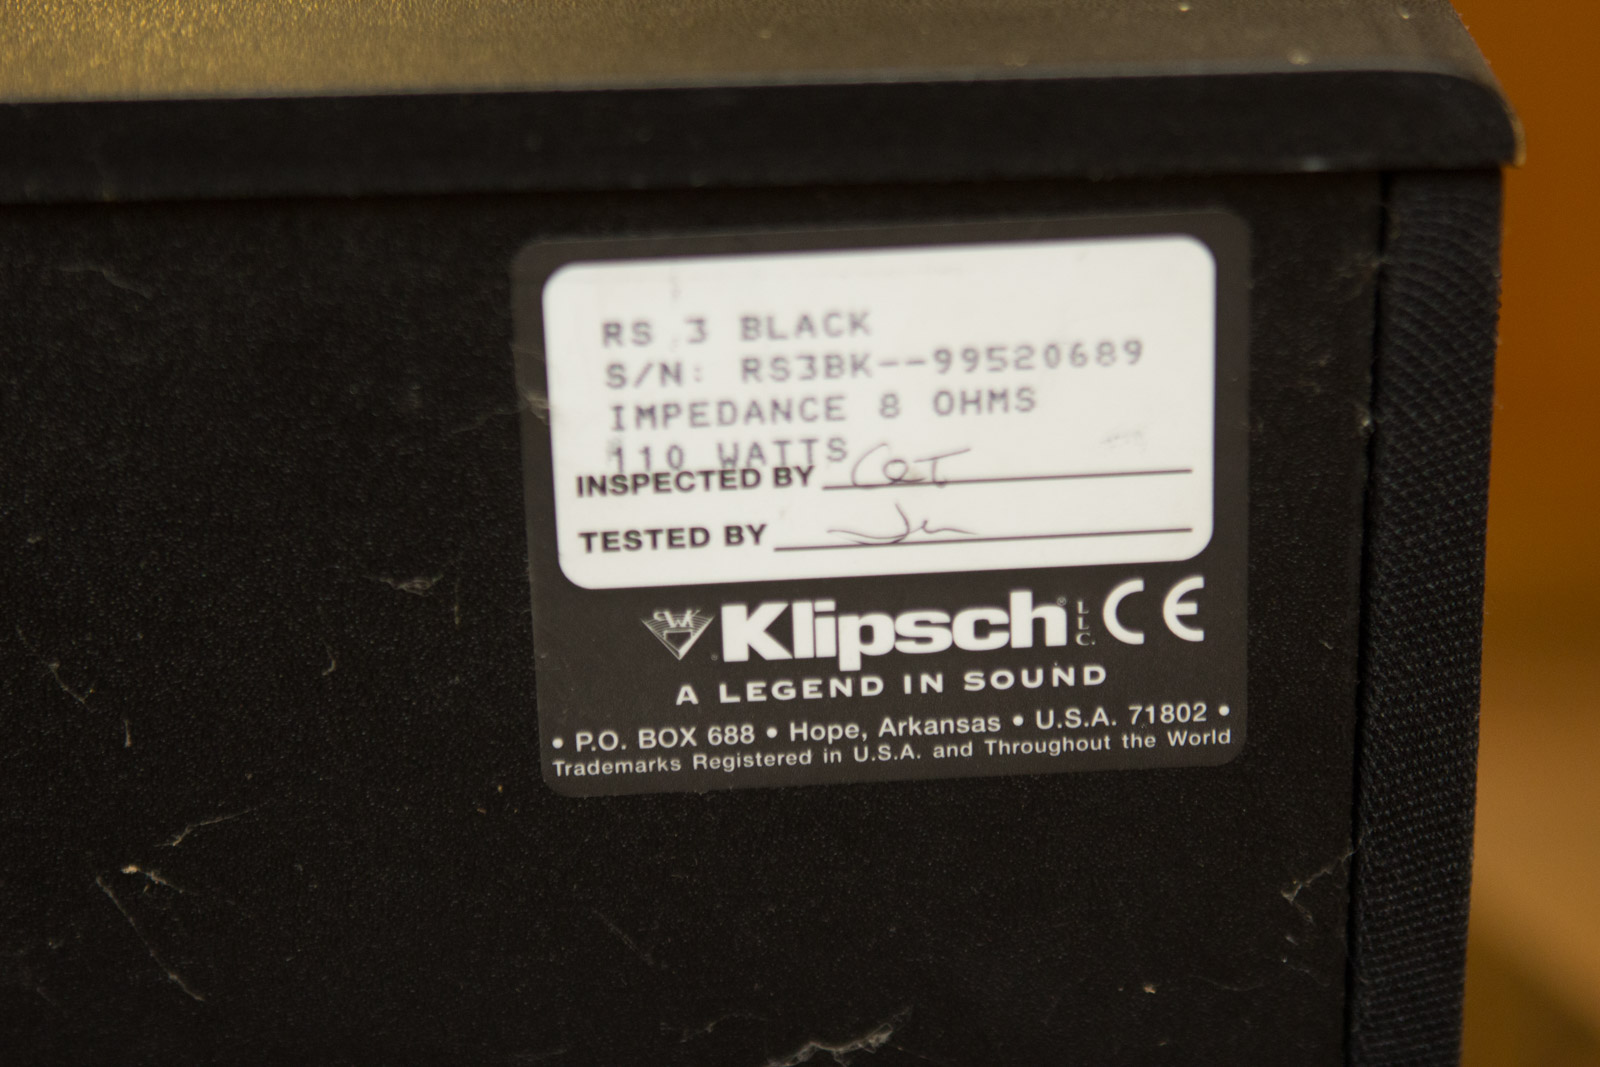 RS 3 BLACK
S/N: RS3BK--99520689
IMPEDANCE 8 OHMS
110 WATTS
INSPECTED BY
TESTED BY
PWK
Klipsch® LLC. CE
A LEGEND IN SOUND
• P.O. BOX 688 • Hope, Arkansas • U.S.A. 71802 •
Trademarks Registered in U.S.A. and Throughout the World